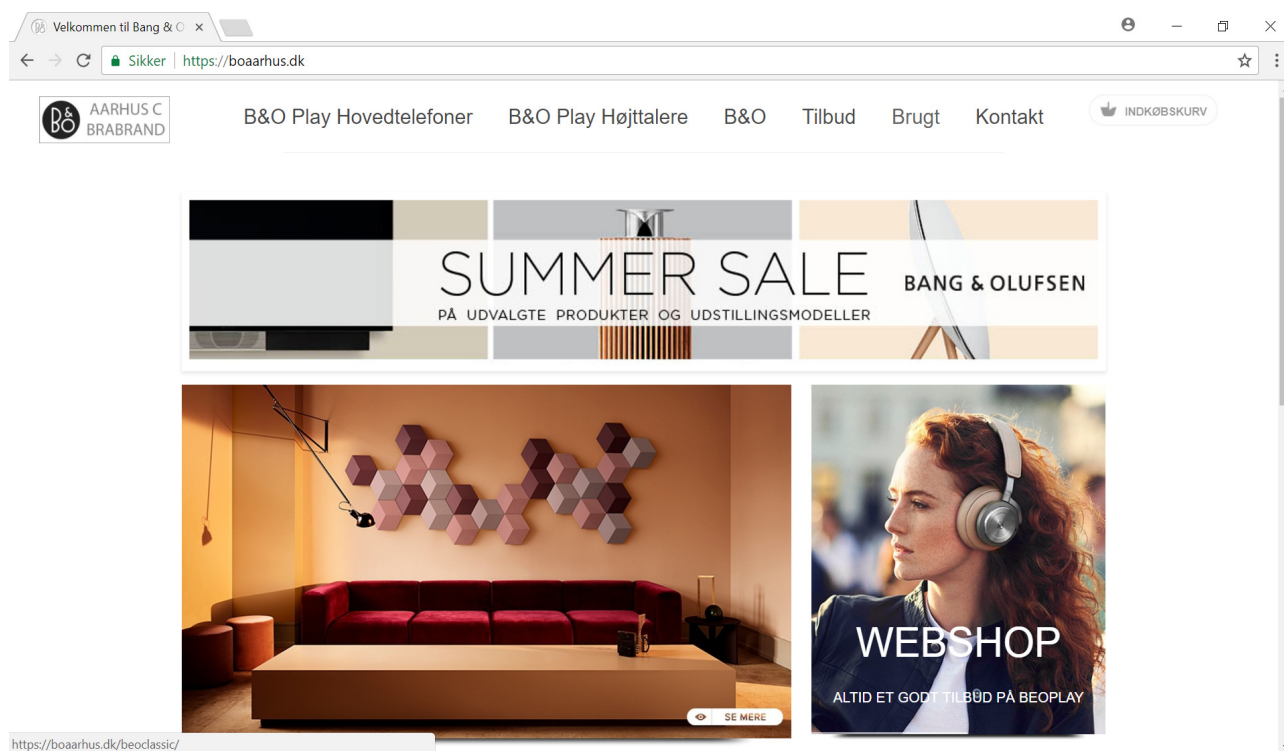 Velkommen til Bang & O
Sikker
https://boaarhus.dk
B&O
AARHUS C
BRABRAND
B&O Play Hovedtelefoner
B&O Play Højttalere
B&O
Tilbud
Brugt
Kontakt
INDKØBSKURV
SUMMER SALE
BANG & OLUFSEN
PÅ UDVALGTE PRODUKTER OG UDSTILLINGSMODELLER
WEBSHOP
ALTID ET GODT TILBUD PÅ BEOPLAY
SE MERE
https://boaarhus.dk/beoclassic/